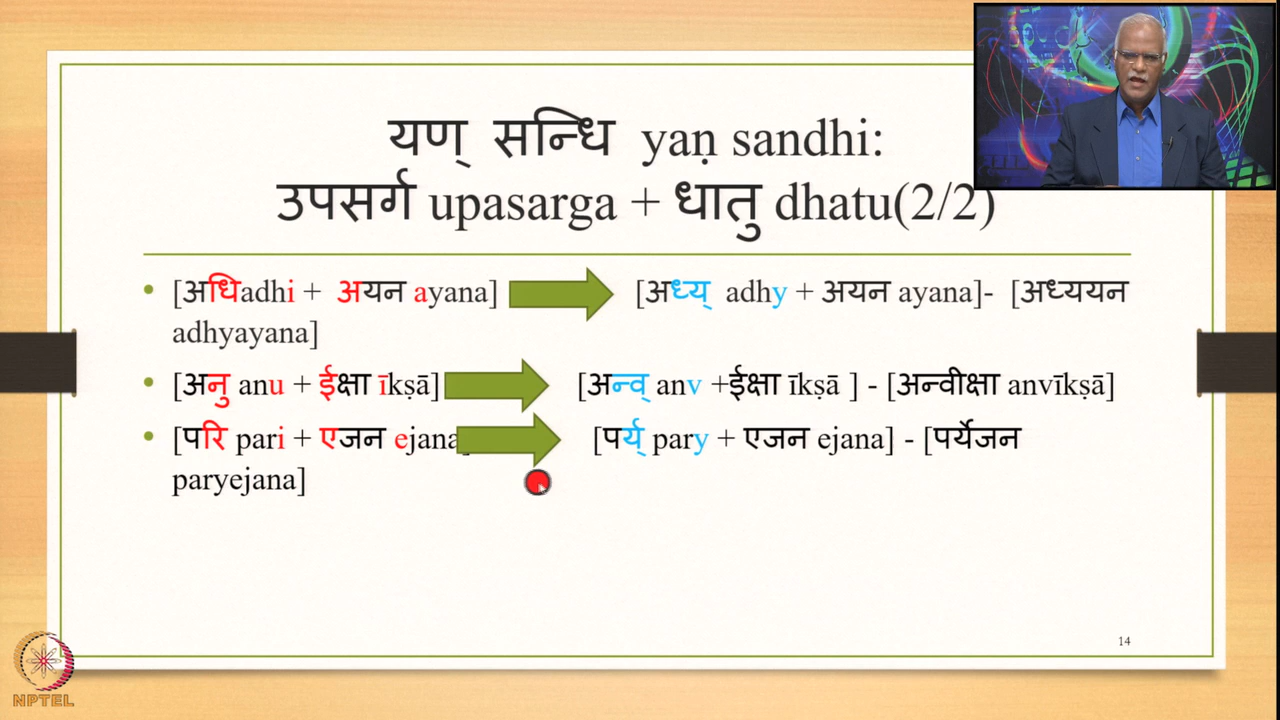 यण् सन्धि yaṇ sandhi:
उपसर्ग upasarga + धातु dhatu(2/2)
• [अधिadhi + अयन ayana] [अध्य् adhy + अयन ayana]- [अध्ययन
adhyayana]
• [अनु anu + ईक्षा īkṣā] [अन्व् anv +ईक्षा īkṣā ] - [अन्वीक्षा anvīkṣā]
• [परि pari + एजन ejana] [पर्य् pary + एजन ejana] - [पर्येजन
paryejana]
14
NPTEL